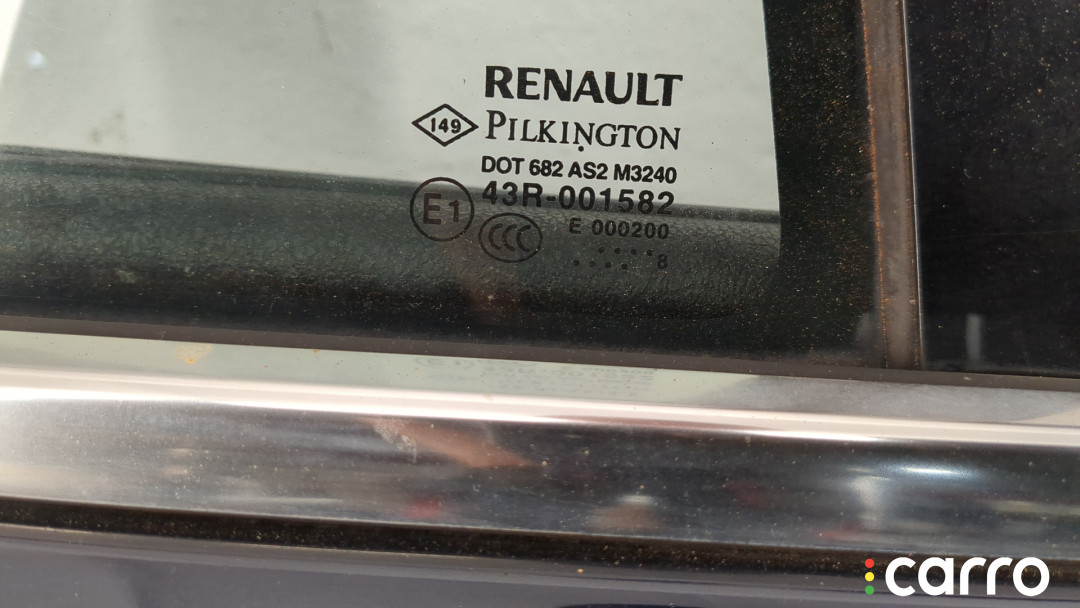 RENAULT
149 PILKINGTON
DOT 682 AS2 M3240
E1 43R-001582
CCC E 000200
. . . .
. . . . 8
carro